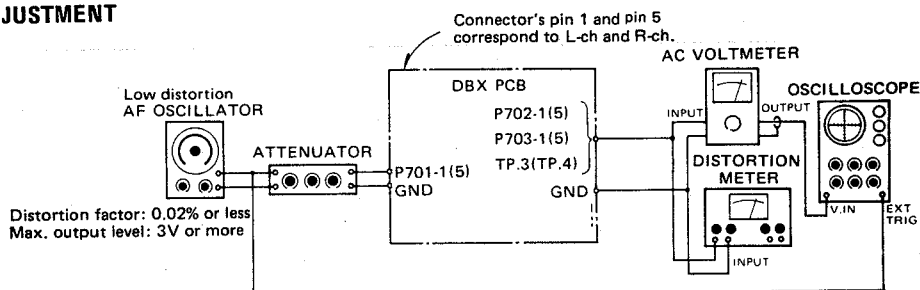 JUSTMENT
Connector's pin 1 and pin 5
correspond to L-ch and R-ch.
AC VOLTMETER
OSCILLOSCOPE
Low distortion
AF OSCILLATOR
DBX PCB
P702-1(5)
INPUT
OUTPUT
P703-1(5)
ATTENUATOR
P701-1(5)
TP.3(TP.4)
DISTORTION
METER
GND
GND
Distortion factor: 0.02% or less
Max. output level: 3V or more
V.IN
EXT
TRIG
INPUT